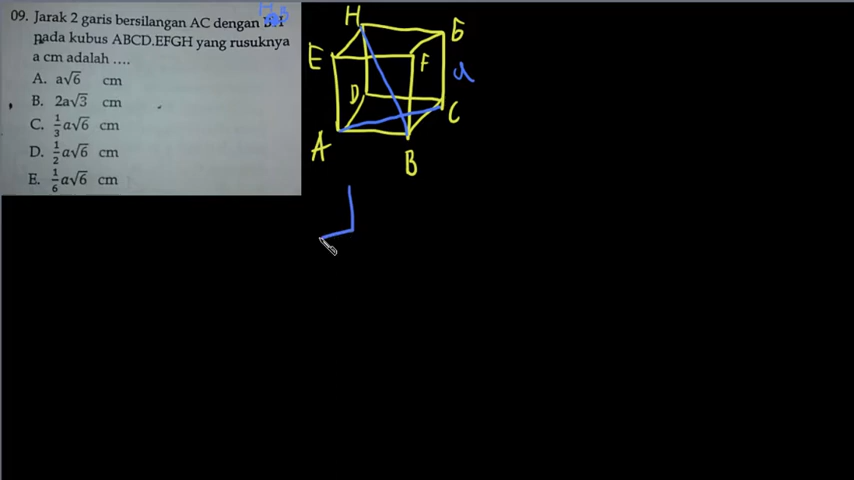 H B
09. Jarak 2 garis bersilangan AC dengan
pada kubus ABCD.EFGH yang rusuknya
a cm adalah ....
A. a√6 cm
B. 2a√3 cm
C. 1/3 a√6 cm
D. 1/2 a√6 cm
E. 1/6 a√6 cm
H G
E F
a
D C
A B